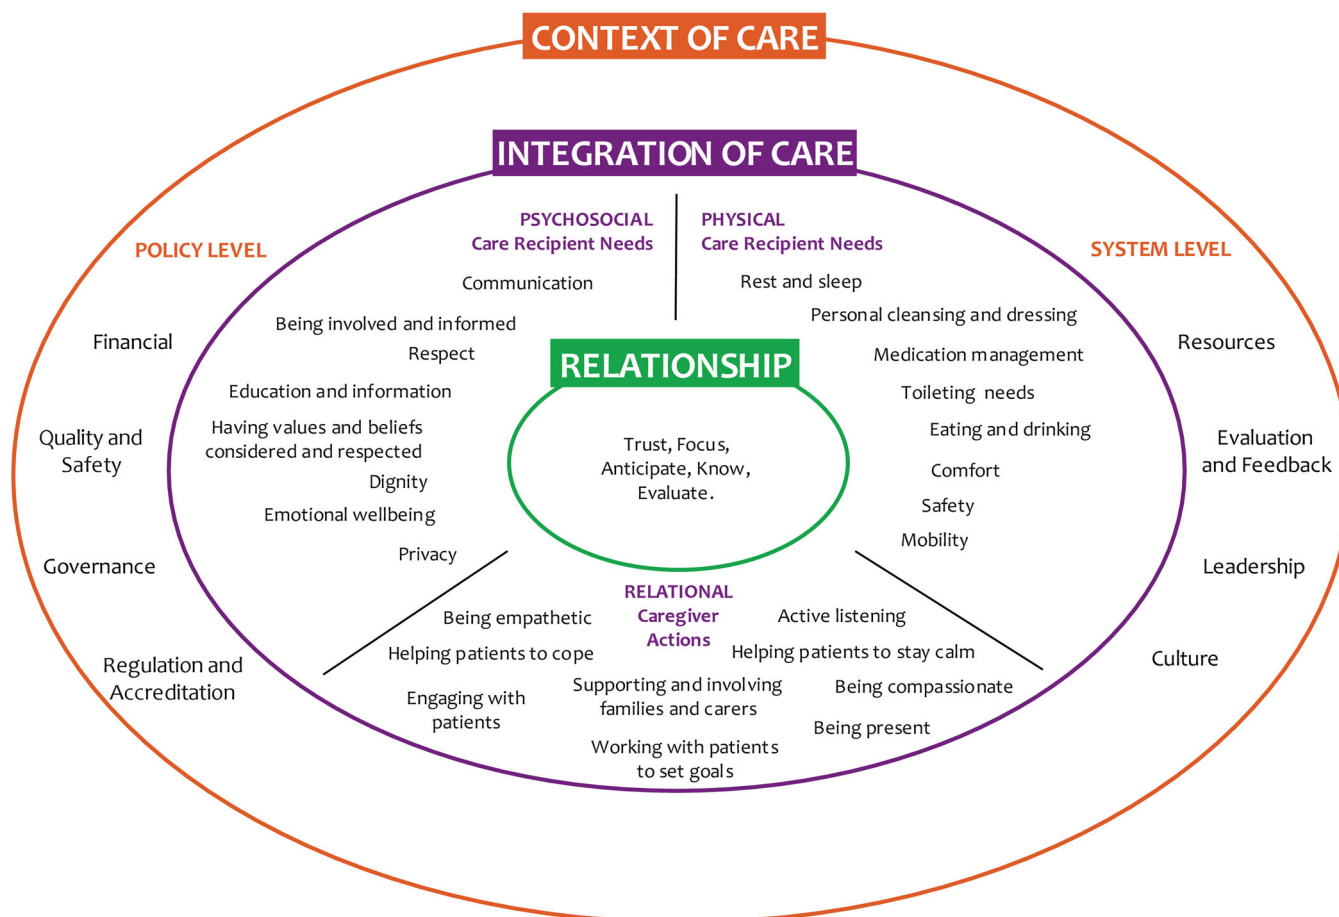 CONTEXT OF CARE
INTEGRATION OF CARE
POLICY LEVEL
Financial
Quality and
Safety
Governance
Regulation and
Accreditation
PSYCHOSOCIAL
Care Recipient Needs
Communication
Being involved and informed
Respect
Education and information
Having values and beliefs
considered and respected
Dignity
Emotional wellbeing
Privacy
PHYSICAL
Care Recipient Needs
Rest and sleep
Personal cleansing and dressing
Medication management
Toileting needs
Eating and drinking
Comfort
Safety
Mobility
RELATIONSHIP
Trust, Focus,
Anticipate, Know,
Evaluate.
RELATIONAL
Caregiver
Actions
Being empathetic
Helping patients to cope
Engaging with
patients
Supporting and involving
families and carers
Working with patients
to set goals
Active listening
Helping patients to stay calm
Being compassionate
Being present
SYSTEM LEVEL
Resources
Evaluation
and Feedback
Leadership
Culture